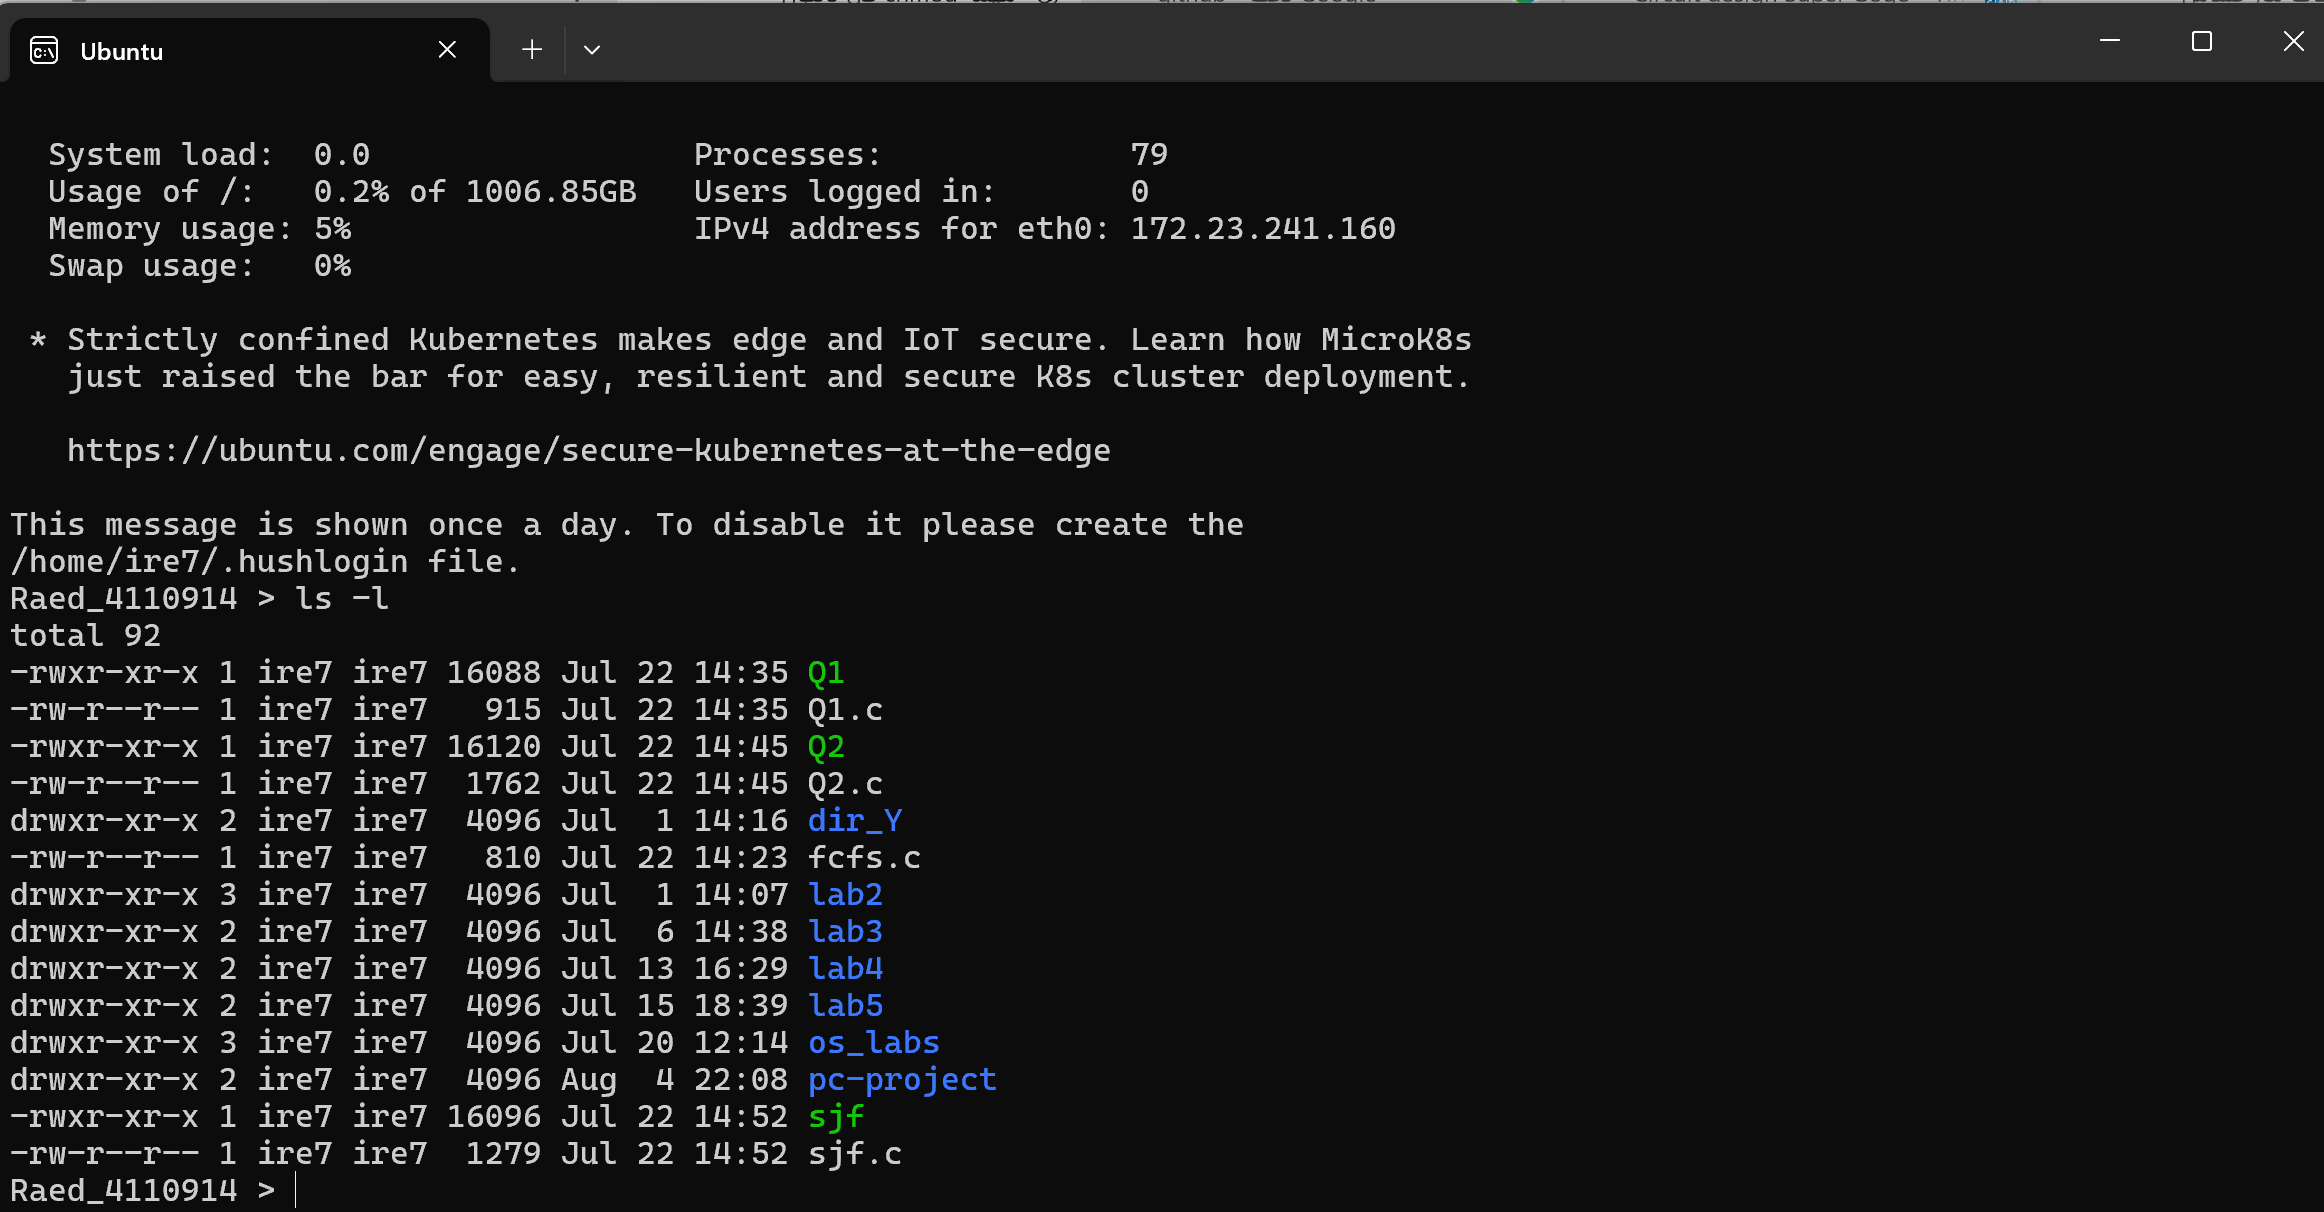 Ubuntu
System load:  0.0                 Processes:             79
Usage of /:   0.2% of 1006.85GB   Users logged in:       0
Memory usage: 5%                  IPv4 address for eth0: 172.23.241.160
Swap usage:   0%
* Strictly confined Kubernetes makes edge and IoT secure. Learn how MicroK8s
just raised the bar for easy, resilient and secure K8s cluster deployment.
https://ubuntu.com/engage/secure-kubernetes-at-the-edge
This message is shown once a day. To disable it please create the
/home/ire7/.hushlogin file.
Raed_4110914 > ls -l
total 92
-rwxr-xr-x 1 ire7 ire7 16088 Jul 22 14:35 Q1
-rw-r--r-- 1 ire7 ire7   915 Jul 22 14:35 Q1.c
-rwxr-xr-x 1 ire7 ire7 16120 Jul 22 14:45 Q2
-rw-r--r-- 1 ire7 ire7  1762 Jul 22 14:45 Q2.c
drwxr-xr-x 2 ire7 ire7  4096 Jul  1 14:16 dir_Y
-rw-r--r-- 1 ire7 ire7   810 Jul 22 14:23 fcfs.c
drwxr-xr-x 3 ire7 ire7  4096 Jul  1 14:07 lab2
drwxr-xr-x 2 ire7 ire7  4096 Jul  6 14:38 lab3
drwxr-xr-x 2 ire7 ire7  4096 Jul 13 16:29 lab4
drwxr-xr-x 2 ire7 ire7  4096 Jul 15 18:39 lab5
drwxr-xr-x 3 ire7 ire7  4096 Jul 20 12:14 os_labs
drwxr-xr-x 2 ire7 ire7  4096 Aug  4 22:08 pc-project
-rwxr-xr-x 1 ire7 ire7 16096 Jul 22 14:52 sjf
-rw-r--r-- 1 ire7 ire7  1279 Jul 22 14:52 sjf.c
Raed_4110914 >